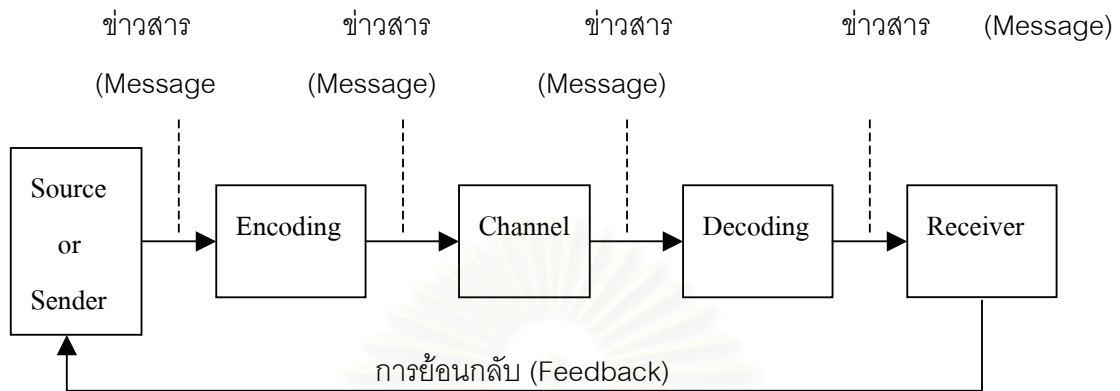 ข่าวสาร ข่าวสาร ข่าวสาร ข่าวสาร (Message)
(Message (Message) (Message)
Source
or
Sender
Encoding
Channel
Decoding
Receiver
การย้อนกลับ (Feedback)